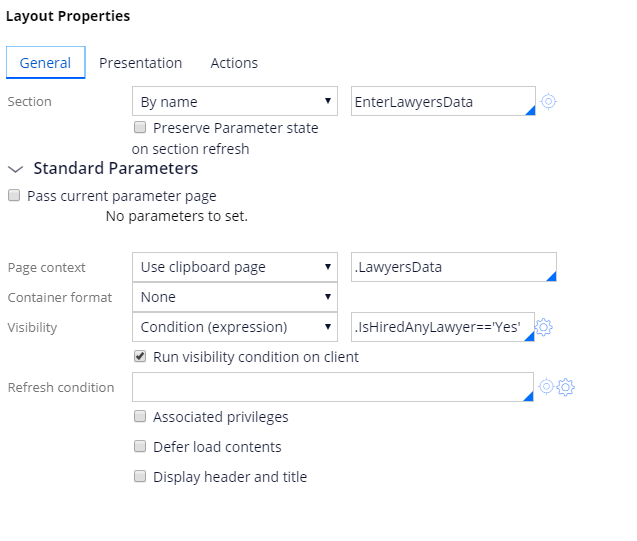 Layout Properties
General Presentation Actions
Section By name EnterLawyersData
Preserve Parameter state
on section refresh
Standard Parameters
Pass current parameter page
No parameters to set.
Page context Use clipboard page .LawyersData
Container format None
Visibility Condition (expression) .IsHiredAnyLawyer=='Yes'
Run visibility condition on client
Refresh condition
Associated privileges
Defer load contents
Display header and title